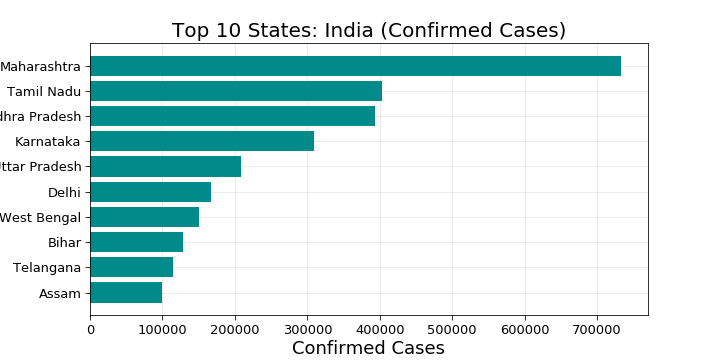 Top 10 States: India (Confirmed Cases)
Maharashtra
Tamil Nadu
dhra Pradesh
Karnataka
Uttar Pradesh
Delhi
West Bengal
Bihar
Telangana
Assam
0 100000 200000 300000 400000 500000 600000 700000
Confirmed Cases